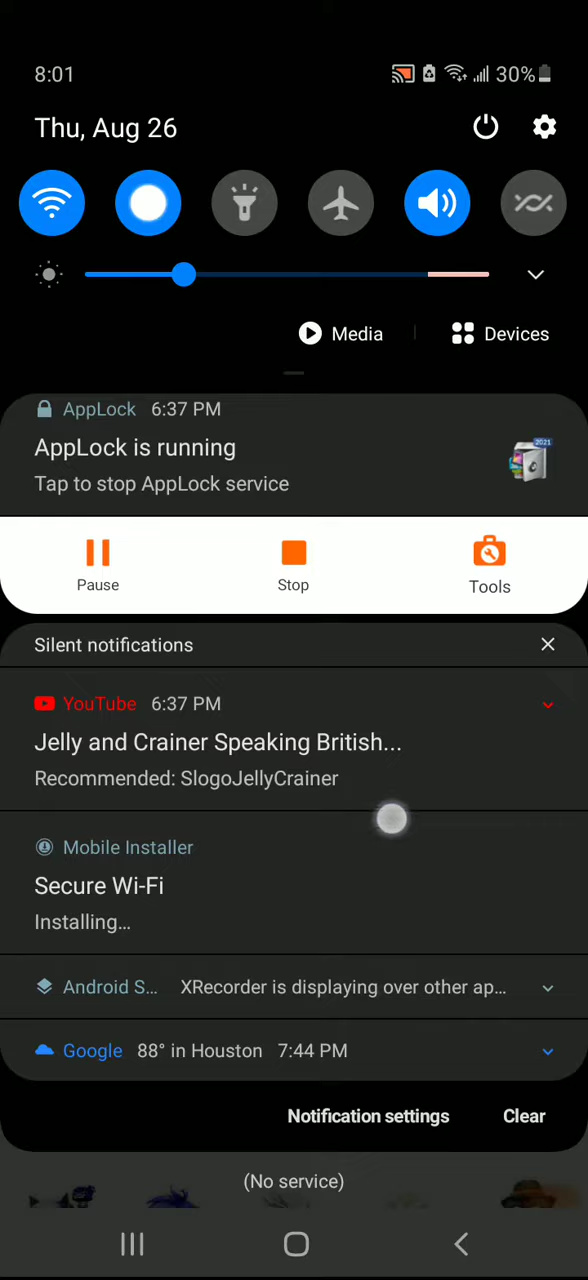 8:01
30%
Thu, Aug 26
Media
Devices
AppLock 6:37 PM
AppLock is running
Tap to stop AppLock service
2021
Pause
Stop
Tools
Silent notifications
YouTube 6:37 PM
Jelly and Crainer Speaking British...
Recommended: SlogoJellyCrainer
Mobile Installer
Secure Wi-Fi
Installing...
Android S... XRecorder is displaying over other ap...
Google 88° in Houston 7:44 PM
Notification settings
Clear
(No service)